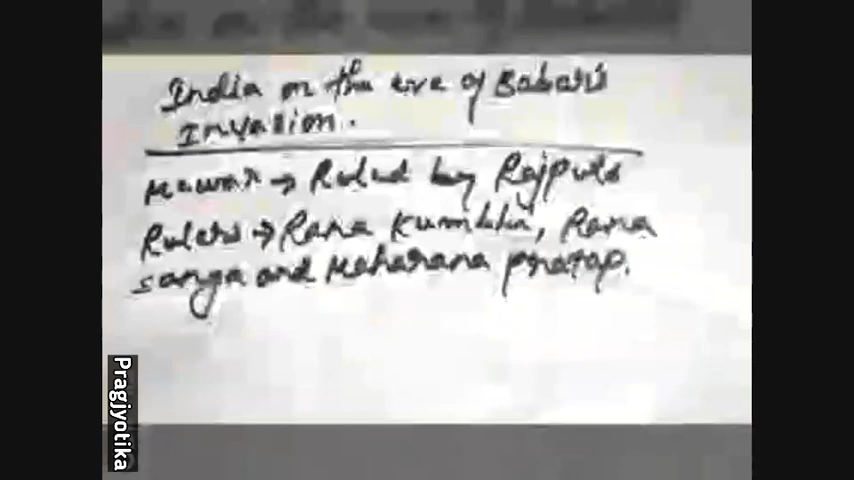 India on the eve of Babar's
Invasion.
Mewar → Ruled by Rajputs
Rulers → Rana Kumbha, Rana
sanga and Maharana pratap.
Pragjyotika